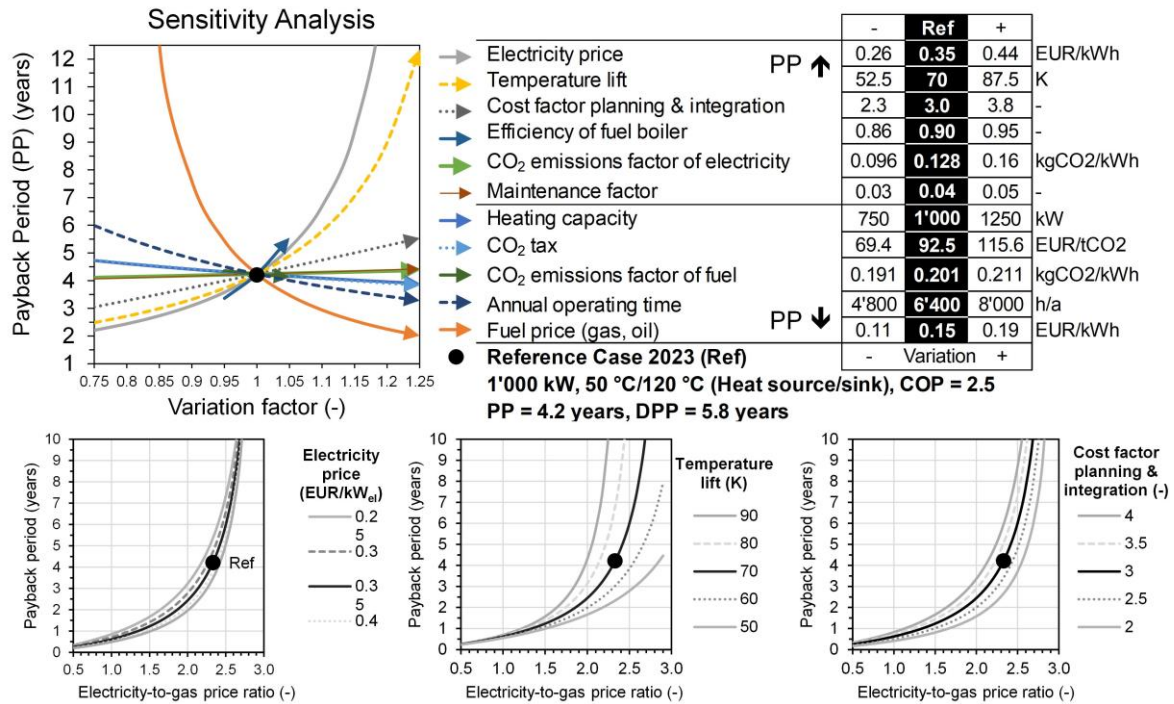 Sensitivity Analysis
Payback Period (PP) (years)
12
11
10
9
8
7
6
5
4
3
2
1
0.75 0.8 0.85 0.9 0.95 1 1.05 1.1 1.15 1.2 1.25
Variation factor (-)
- Ref +
Electricity price PP ↑ 0.26 0.35 0.44 EUR/kWh
Temperature lift 52.5 70 87.5 K
Cost factor planning & integration 2.3 3.0 3.8 -
Efficiency of fuel boiler 0.86 0.90 0.95 -
CO₂ emissions factor of electricity 0.096 0.128 0.16 kgCO2/kWh
Maintenance factor 0.03 0.04 0.05 -
Heating capacity 750 1'000 1250 kW
CO₂ tax 69.4 92.5 115.6 EUR/tCO2
CO₂ emissions factor of fuel 0.191 0.201 0.211 kgCO2/kWh
Annual operating time 4'800 6'400 8'000 h/a
Fuel price (gas, oil) PP ↓ 0.11 0.15 0.19 EUR/kWh
- Variation +
Reference Case 2023 (Ref)
1'000 kW, 50 °C/120 °C (Heat source/sink), COP = 2.5
PP = 4.2 years, DPP = 5.8 years
Payback period (years)
10
9
8
7
6
5
4
3
2
1
0
0.5 1.0 1.5 2.0 2.5 3.0
Electricity-to-gas price ratio (-)
Ref
Electricity
price
(EUR/kWel)
0.2
5
0.3
0.3
5
0.4
Payback period (years)
10
9
8
7
6
5
4
3
2
1
0
0.5 1.0 1.5 2.0 2.5 3.0
Electricity-to-gas price ratio (-)
Temperature
lift (K)
90
80
70
60
50
Payback period (years)
10
9
8
7
6
5
4
3
2
1
0
0.5 1.0 1.5 2.0 2.5 3.0
Electricity-to-gas price ratio (-)
Cost factor
planning &
integration (-)
4
3.5
3
2.5
2